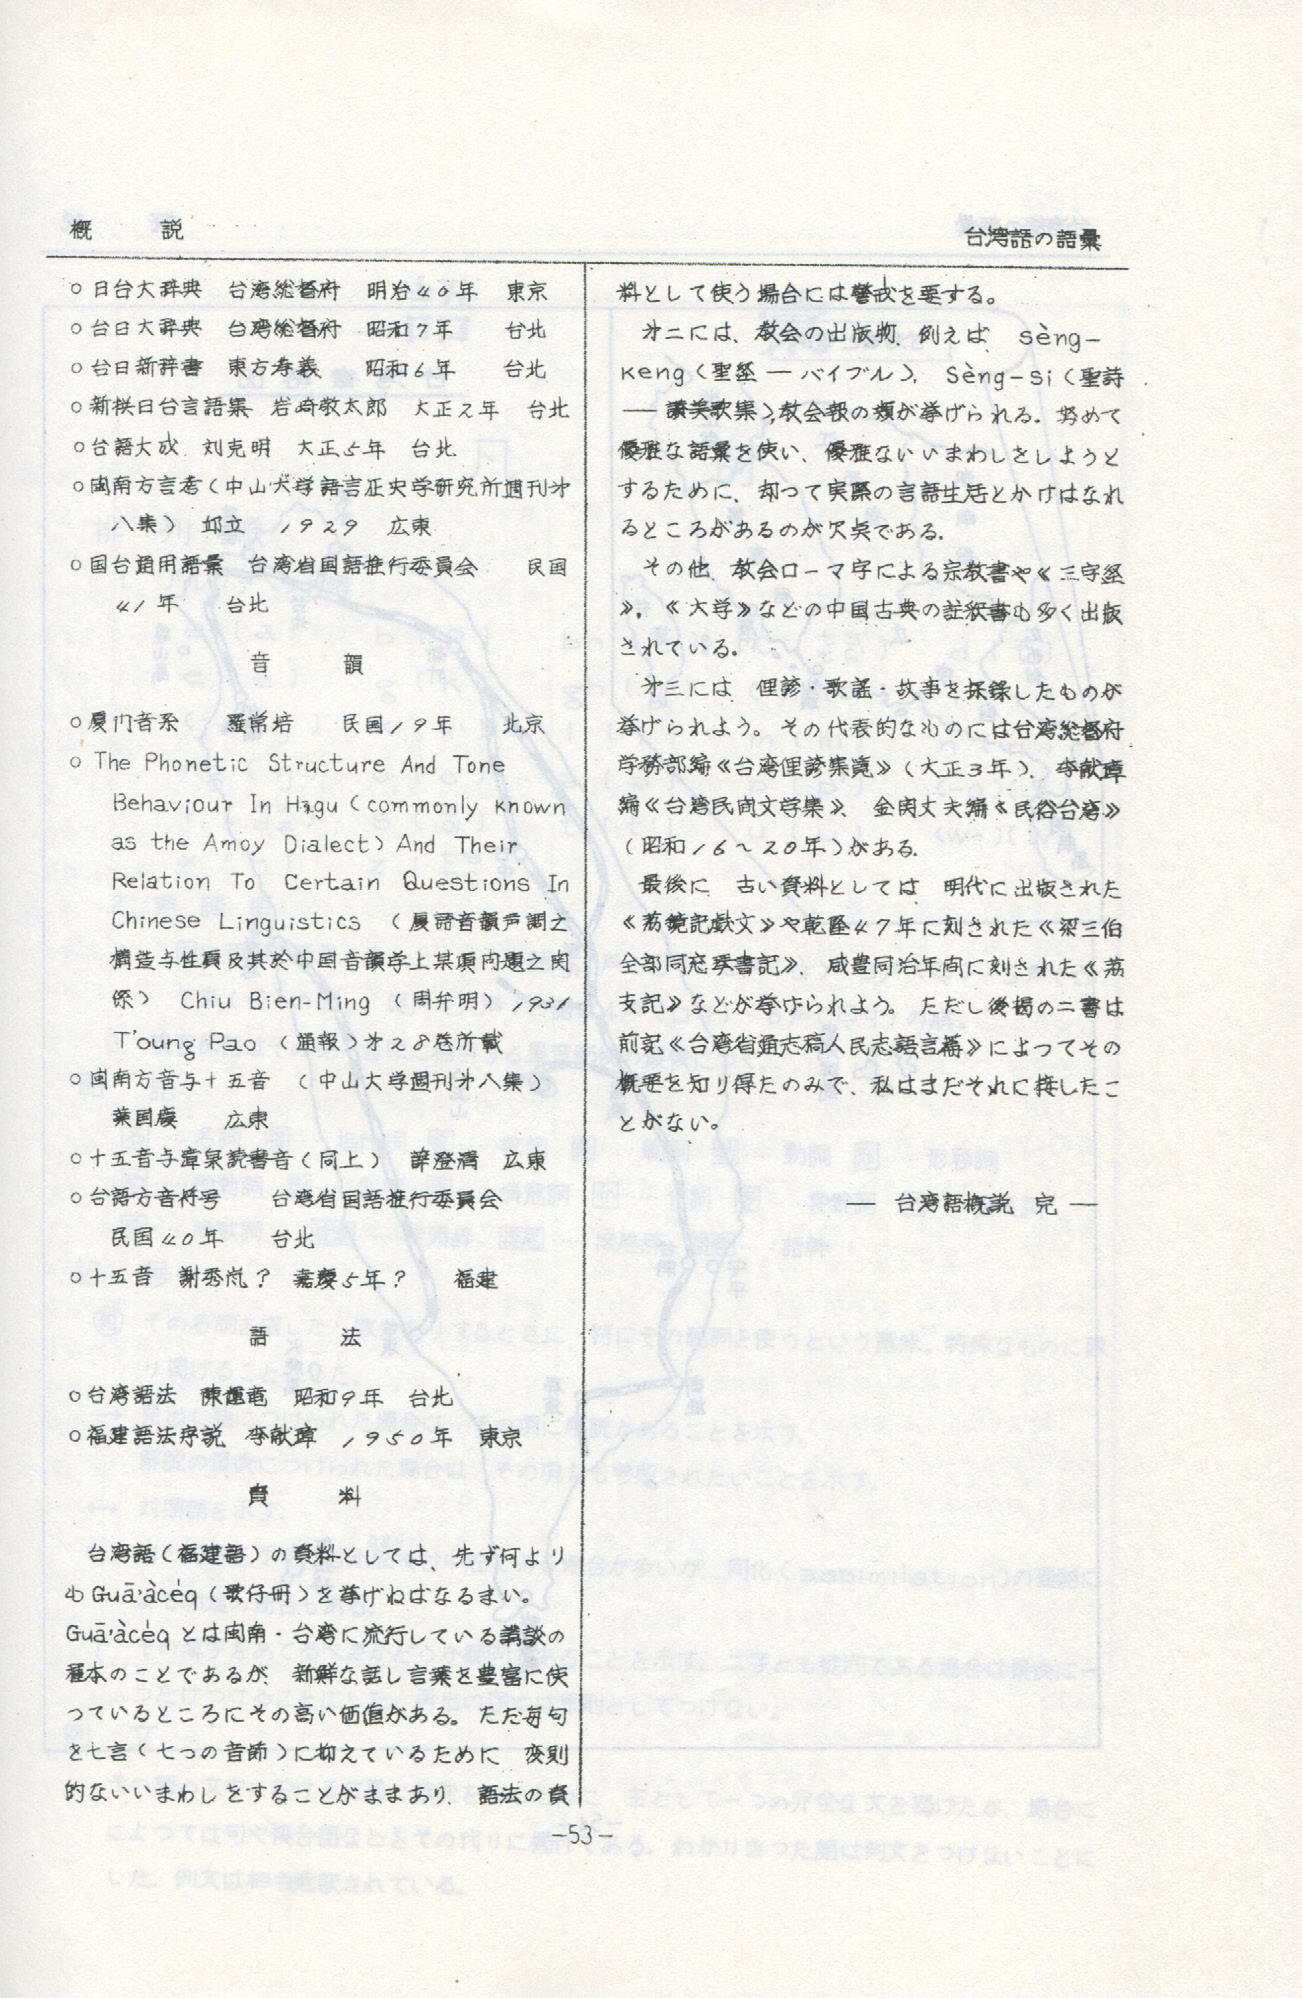 概　　説
台湾語の語彙
○日台大辞典　台湾総督府　明治40年　東京
○台日大辞典　台湾総督府　昭和7年　台北
○台日新辞書　東方孝義　昭和6年　台北
○新撰日台言語集　岩崎敬太郎　大正2年　台北
○台語大成　刘克明　大正5年　台北
○閩南方言考（中山大学語言歴史学研究所週刊才
八集）　邱立　1929　広東
○国台通用語彙　台湾省国語推行委員会　民国
41年　台北
音　　韻
○厦门音系　羅常培　民国19年　北京
○The Phonetic Structure And Tone
Behaviour In Hagu (commonly known
as the Amoy Dialect) And Their
Relation To Certain Questions In
Chinese Linguistics （厦語音韻声調之
構造与性質及其於中国音韻学上某項問題之関
係）　Chiu Bien-Ming （周弁明）1931
T'oung Pao （通報）才28巻所載
○閩南方音与十五音　（中山大学週刊才八集）
葉国慶　広東
○十五音与漳泉読書音（同上）　薛澄清　広東
○台語方音符号　台湾省国語推行委員会
民国40年　台北
○十五音　謝秀嵐？　嘉慶5年？　福建
語　　法
○台湾語法　陳輝竜　昭和9年　台北
○福建語法序説　李献璋　1950年　東京
資　　料
台湾語（福建語）の資料としては、先ず何より
もGuā'àcéq（歌仔冊）を挙げねばなるまい。
Guā'àcéqとは閩南・台湾に流行している講談の
種本のことであるが、新鮮な話し言葉を豊富に使
っているところにその高い価値がある。ただ毎句
を七言（七つの音節）に抑えているために、変則
的ないいまわしをすることがままあり、語法の資
料として使う場合には警戒を要する。
才二には、教会の出版物、例えば、sèng-
keng（聖経 — バイブル）、Sèng-si（聖詩
— 讃美歌集）、教会報の類が挙げられる。努めて
優雅な語彙を使い、優雅ないいまわしをしようと
するために、却って実際の言語生活とかけはなれ
るところがあるのが欠点である。
その他、教会ローマ字による宗教書や《三字経
》、《大学》などの中国古典の註釈書も多く出版
されている。
才三には、俚諺・歌謡・故事を採録したものが
挙げられよう。その代表的なものには台湾総督府
学務部編《台湾俚諺集覧》（大正3年）、李献璋
編《台湾民間文学集》、金関丈夫編《民俗台湾》
（昭和16～20年）がある。
最後に、古い資料としては、明代に出版された
《荔鏡記戯文》や乾隆47年に刻された《梁三伯
全部同窓琴書記》、咸豊同治年間に刻された《荔
支記》などが挙げられよう。ただし後掲の二書は
前記《台湾省通志稿人民志語言篇》によってその
概要を知り得たのみで、私はまだそれに接したこ
とがない。
— 台湾語概説　完 —
-53-